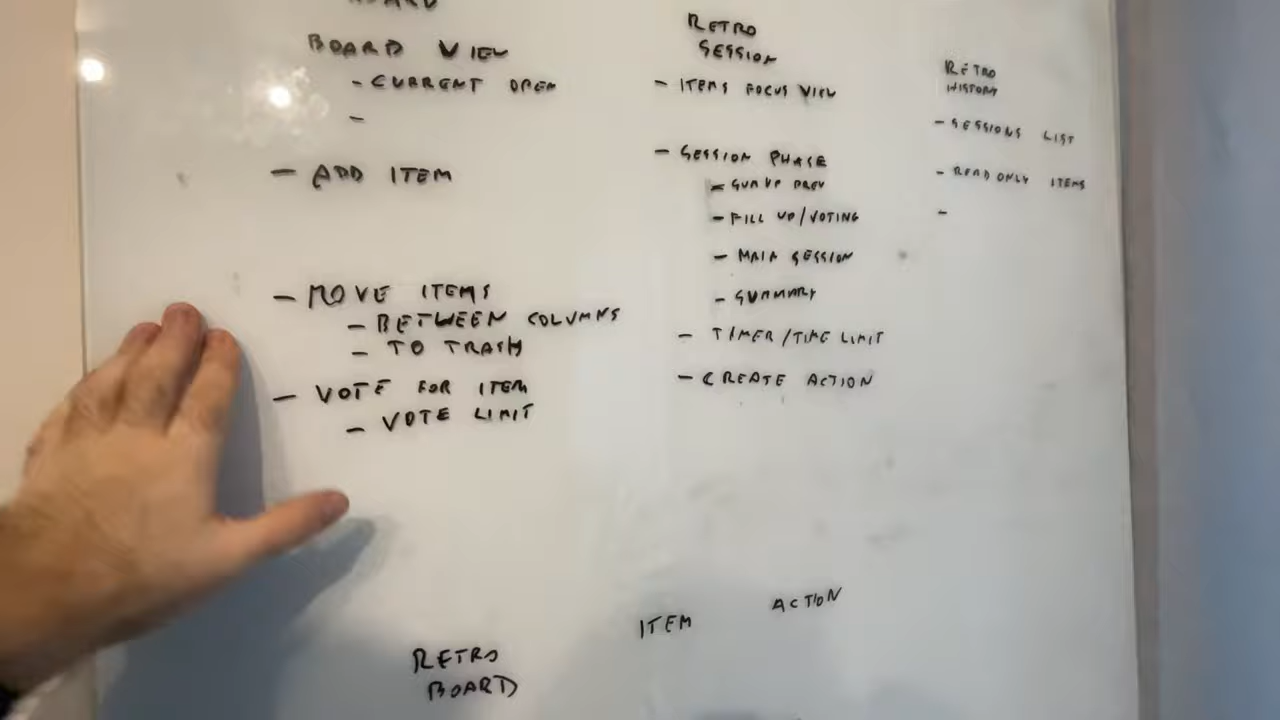 BOARD
BOARD VIEW
- CURRENT OPEN
-
- ADD ITEM
- MOVE ITEMS
- BETWEEN COLUMNS
- TO TRASH
- VOTE FOR ITEM
- VOTE LIMIT
RETRO
SESSION
- ITEMS FOCUS VIEW
- SESSION PHASE
- PREV
- FILL UP/VOTING
- MAIN SESSION
- SUMMARY
- TIMER/TIME LIMIT
- CREATE ACTION
RETRO
HISTORY
- SESSIONS LIST
- READ ONLY ITEMS
-
RETRO
BOARD
ITEM
ACTION